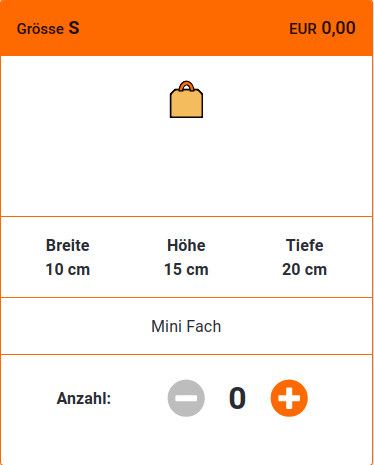 Grösse S EUR 0,00
Breite Höhe Tiefe
10 cm 15 cm 20 cm
Mini Fach
Anzahl: 0